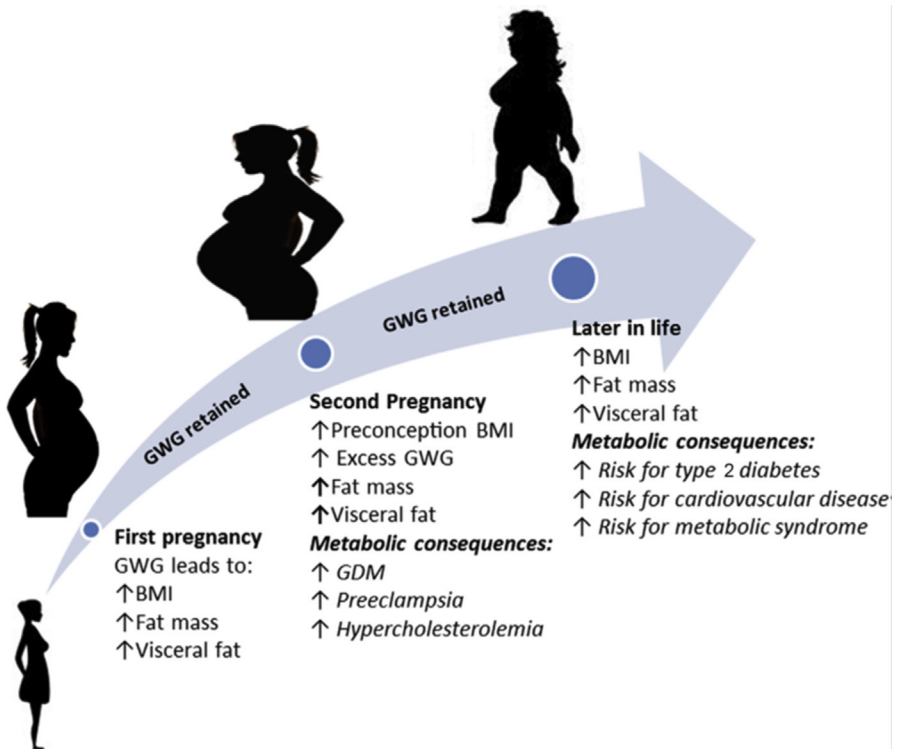 GWG retained
GWG retained
First pregnancy
GWG leads to:
↑BMI
↑Fat mass
↑Visceral fat
Second Pregnancy
↑Preconception BMI
↑ Excess GWG
↑Fat mass
↑Visceral fat
Metabolic consequences:
↑ GDM
↑ Preeclampsia
↑ Hypercholesterolemia
Later in life
↑BMI
↑Fat mass
↑Visceral fat
Metabolic consequences:
↑ Risk for type 2 diabetes
↑ Risk for cardiovascular disease
↑ Risk for metabolic syndrome